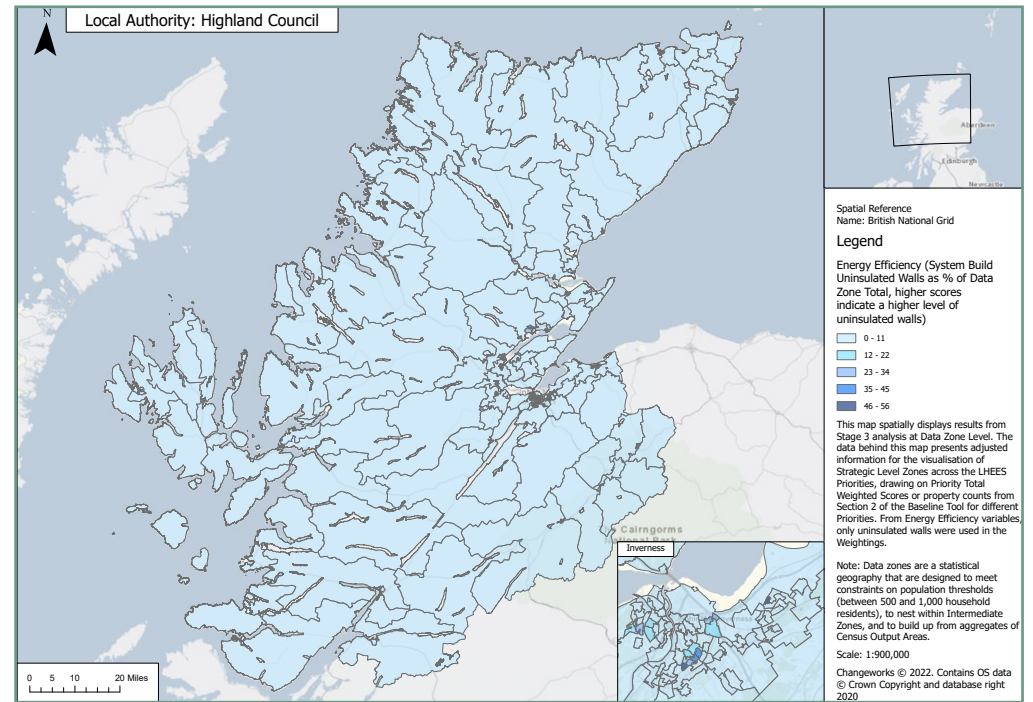 N
Local Authority: Highland Council
Aberdeen
Edinburgh
Newcastle
Spatial Reference
Name: British National Grid
Legend
Energy Efficiency (System Build
Uninsulated Walls as % of Data
Zone Total, higher scores
indicate a higher level of
uninsulated walls)
0 - 11
12 - 22
23 - 34
35 - 45
46 - 56
This map spatially displays results from
Stage 3 analysis at Data Zone Level. The
data behind this map presents adjusted
information for the visualisation of
Strategic Level Zones across the LHEES
Priorities, drawing on Priority Total
Weighted Scores or property counts from
Section 2 of the Baseline Tool for different
Priorities. From Energy Efficiency variables,
only uninsulated walls were used in the
Weightings.
Note: Data zones are a statistical
geography that are designed to meet
constraints on population thresholds
(between 500 and 1,000 household
residents), to nest within Intermediate
Zones, and to build up from aggregates of
Census Output Areas.
Scale: 1:900,000
Changeworks © 2022. Contains OS data
© Crown Copyright and database right
2020
Cairngorms
National Park
Inverness
0 5 10 20 Miles